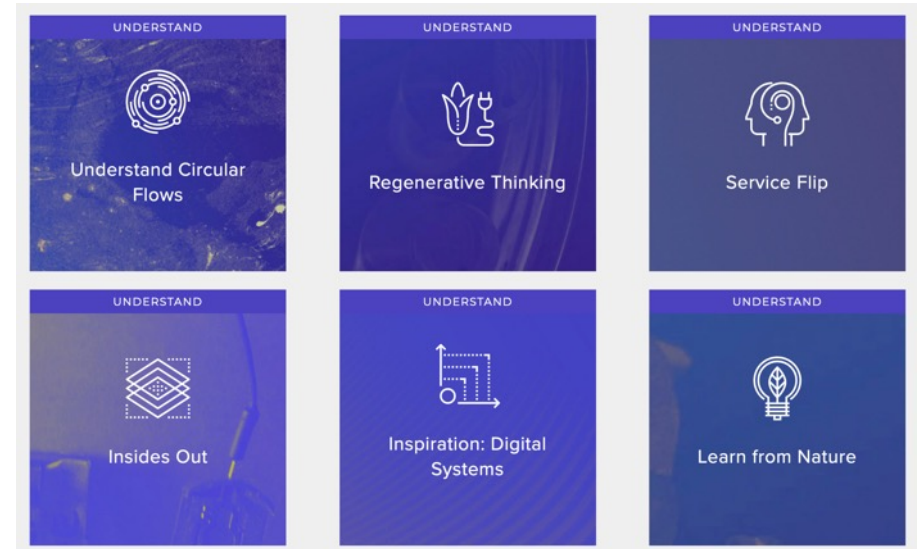 UNDERSTAND
Understand Circular
Flows
UNDERSTAND
Regenerative Thinking
UNDERSTAND
Service Flip
UNDERSTAND
Insides Out
UNDERSTAND
Inspiration: Digital
Systems
UNDERSTAND
Learn from Nature